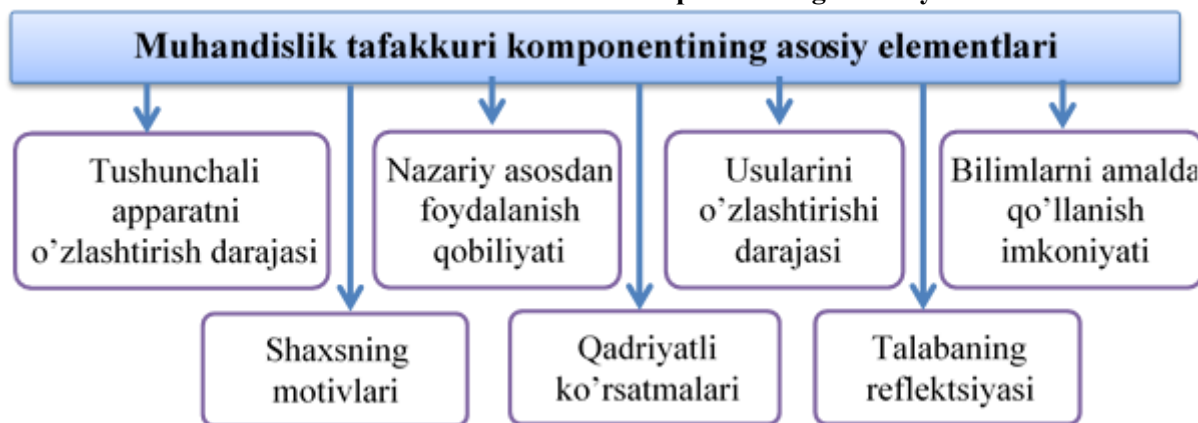 Muhandislik tafakkuri komponentining asosiy elementlari
Tushunchali
apparatni
o’zlashtirish darajasi
Nazariy asosdan
foydalanish
qobiliyati
Usularini
o’zlashtirishi
darajasi
Bilimlarni amalda
qo’llanish
imkoniyati
Shaxsning
motivlari
Qadriyatli
ko’rsatmalari
Talabaning
reflektsiyasi